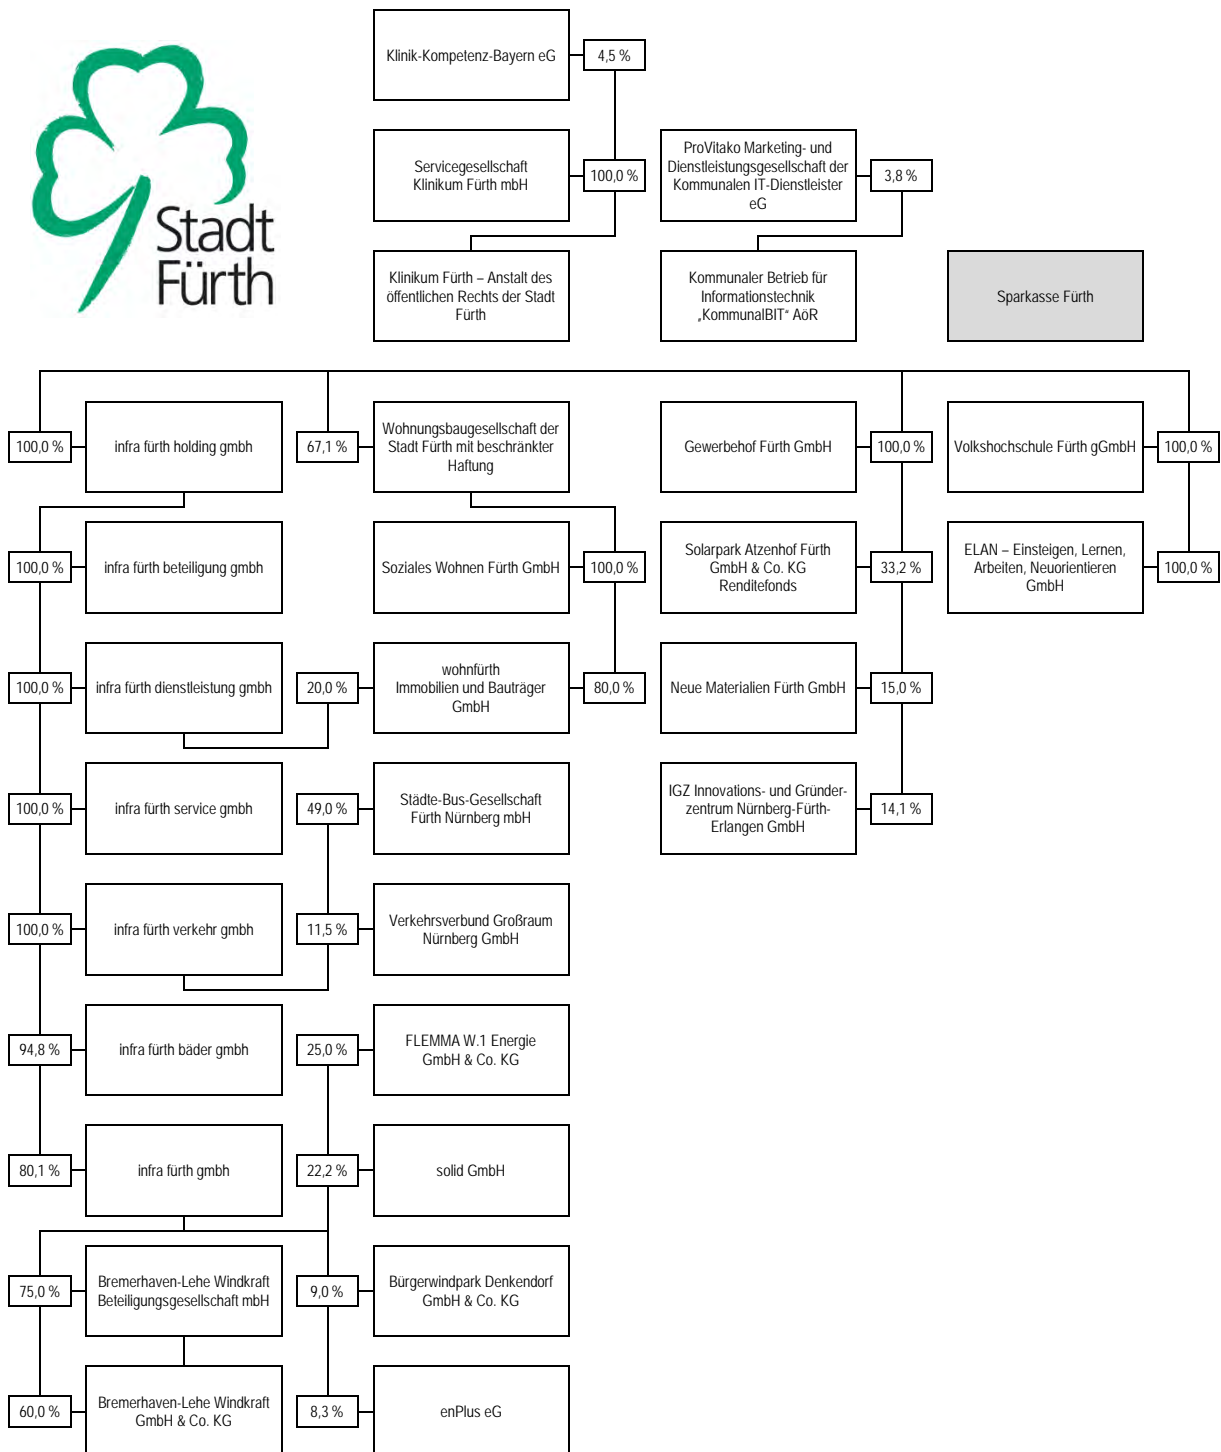 Klinik-Kompetenz-Bayern eG
4,5 %
Stadt
Fürth
Servicegesellschaft
Klinikum Fürth mbH
100,0 %
ProVitako Marketing- und
Dienstleistungsgesellschaft der
Kommunalen IT-Dienstleister
eG
3,8 %
Klinikum Fürth – Anstalt des
öffentlichen Rechts der Stadt
Fürth
Kommunaler Betrieb für
Informationstechnik
„KommunalBIT“ AöR
Sparkasse Fürth
100,0 %
infra fürth holding gmbh
67,1 %
Wohnungsbaugesellschaft der
Stadt Fürth mit beschränkter
Haftung
Gewerbehof Fürth GmbH
100,0 %
Volkshochschule Fürth gGmbH
100,0 %
100,0 %
infra fürth beteiligung gmbh
Soziales Wohnen Fürth GmbH
100,0 %
Solarpark Atzenhof Fürth
GmbH & Co. KG
Renditefonds
33,2 %
ELAN – Einsteigen, Lernen,
Arbeiten, Neuorientieren
GmbH
100,0 %
100,0 %
infra fürth dienstleistung gmbh
20,0 %
wohnfürth
Immobilien und Bauträger
GmbH
80,0 %
Neue Materialien Fürth GmbH
15,0 %
100,0 %
infra fürth service gmbh
49,0 %
Städte-Bus-Gesellschaft
Fürth Nürnberg mbH
IGZ Innovations- und Gründer-
zentrum Nürnberg-Fürth-
Erlangen GmbH
14,1 %
100,0 %
infra fürth verkehr gmbh
11,5 %
Verkehrsverbund Großraum
Nürnberg GmbH
94,8 %
infra fürth bäder gmbh
25,0 %
FLEMMA W.1 Energie
GmbH & Co. KG
80,1 %
infra fürth gmbh
22,2 %
solid GmbH
75,0 %
Bremerhaven-Lehe Windkraft
Beteiligungsgesellschaft mbH
9,0 %
Bürgerwindpark Denkendorf
GmbH & Co. KG
60,0 %
Bremerhaven-Lehe Windkraft
GmbH & Co. KG
8,3 %
enPlus eG